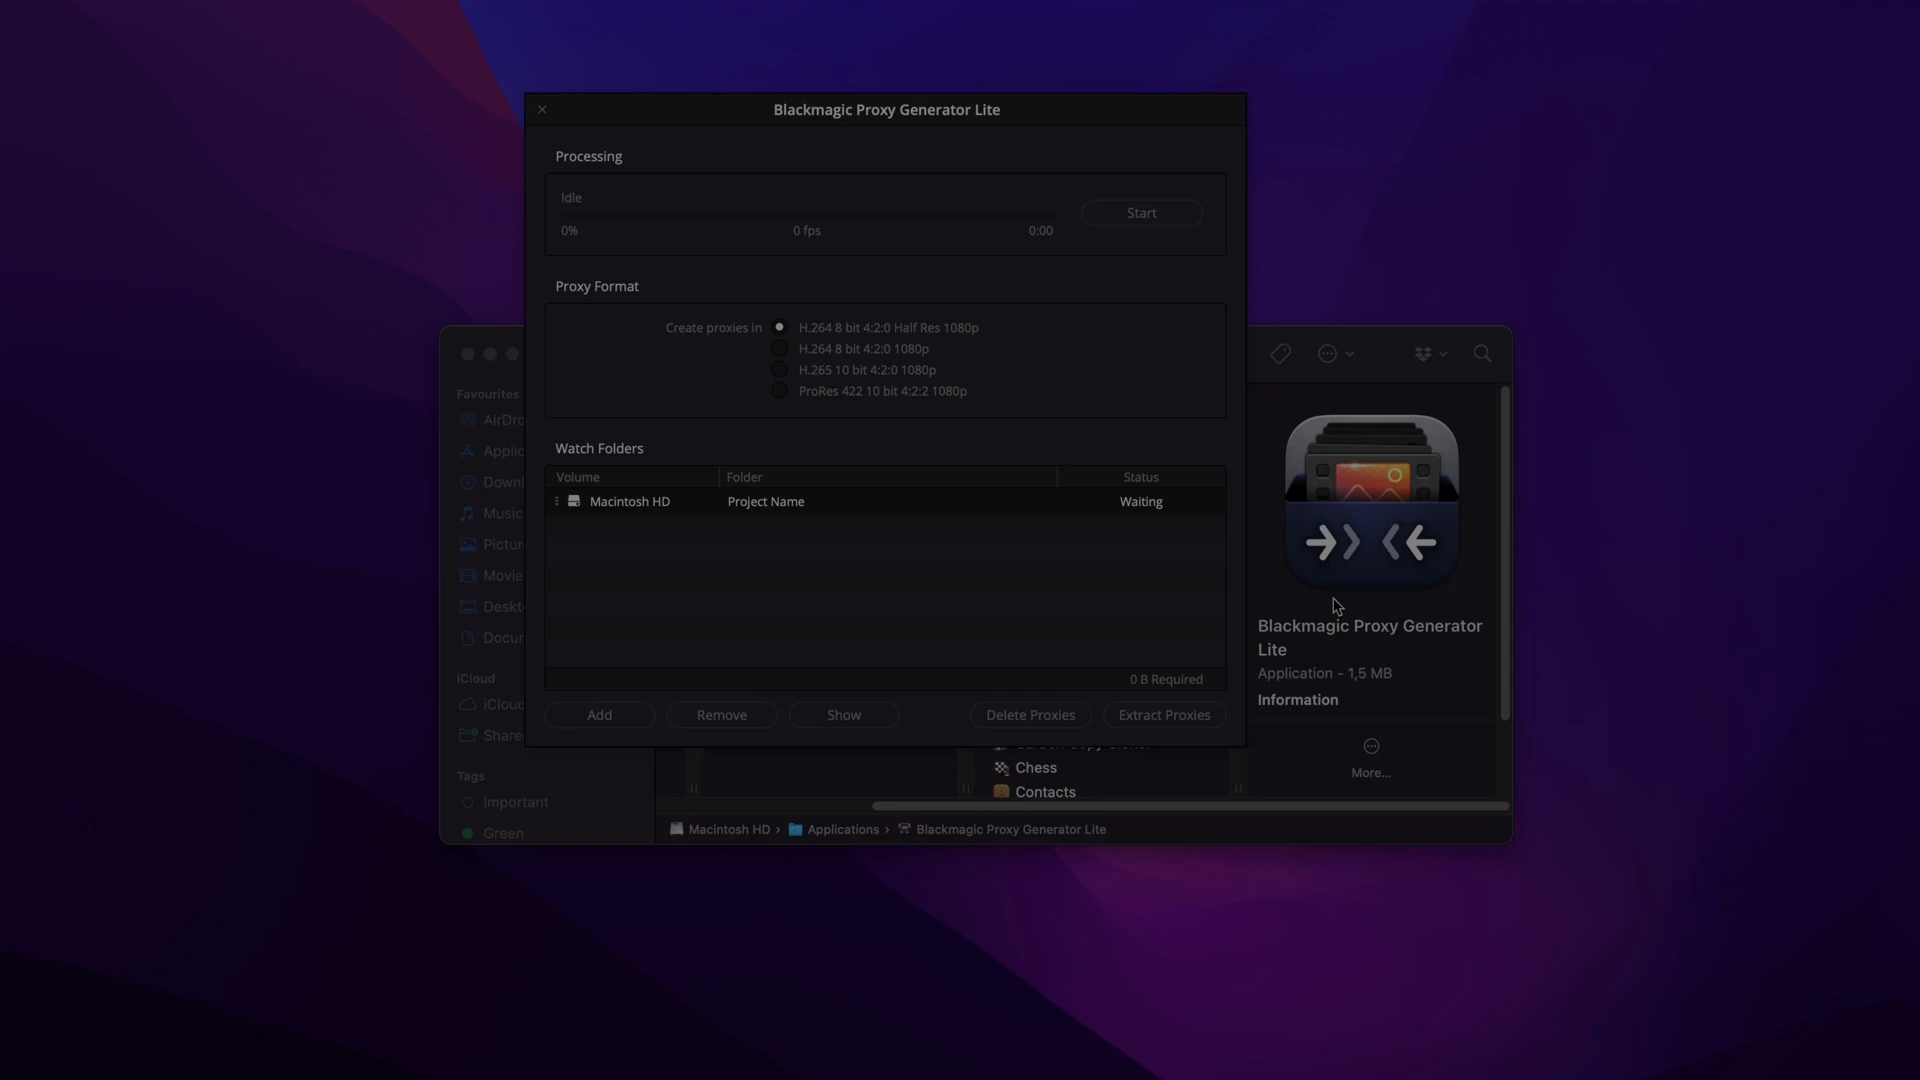 Blackmagic Proxy Generator Lite
Processing
Idle
Start
0%
0 fps
0:00
Proxy Format
Create proxies in
H.264 8 bit 4:2:0 Half Res 1080p
H.264 8 bit 4:2:0 1080p
H.265 10 bit 4:2:0 1080p
ProRes 422 10 bit 4:2:2 1080p
Watch Folders
Volume
Folder
Status
Macintosh HD
Project Name
Waiting
0 B Required
Add
Remove
Show
Delete Proxies
Extract Proxies
Favourites
AirDro
Applic
Downl
Music
Pictur
Movie
Deskt
Docur
iCloud
iCloud
Share
Tags
Important
Green
Chess
Contacts
Blackmagic Proxy Generator
Lite
Application - 1,5 MB
Information
More...
Macintosh HD › Applications › Blackmagic Proxy Generator Lite